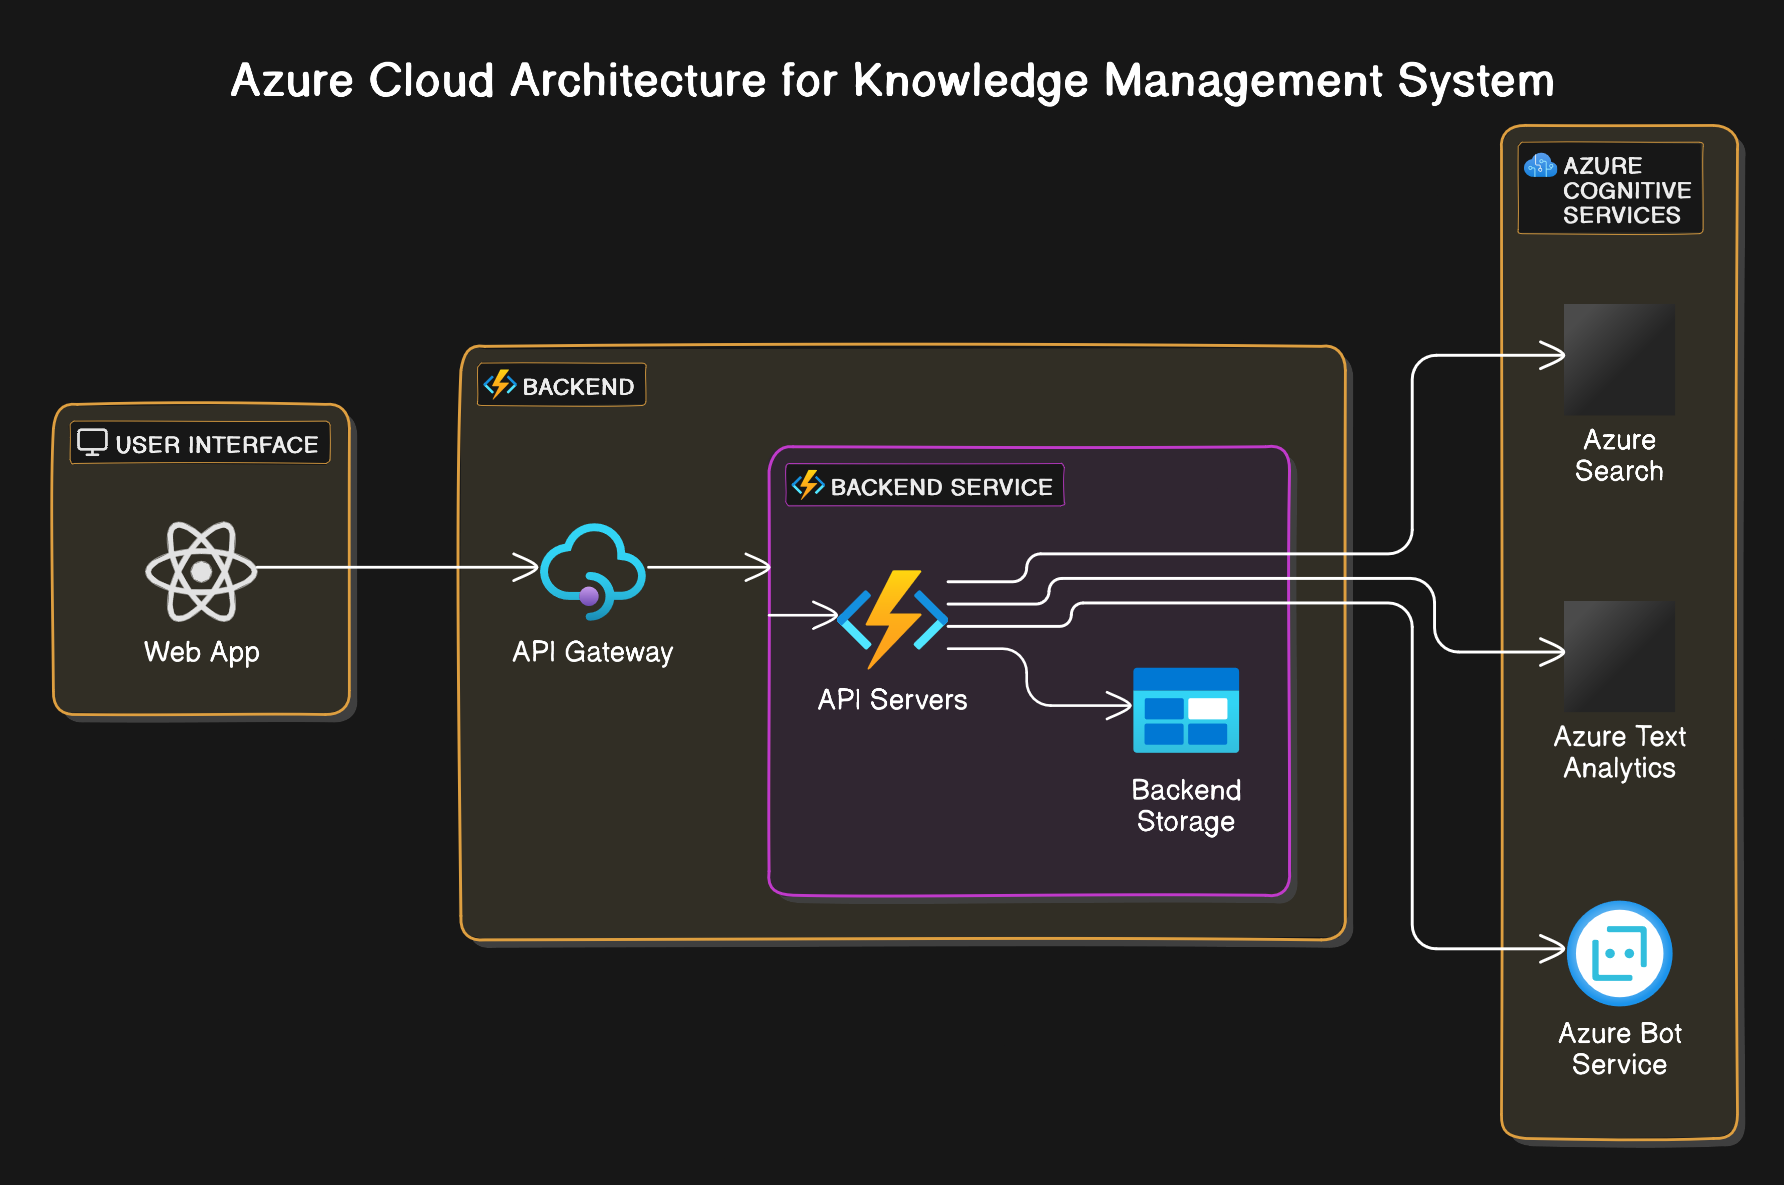 Azure Cloud Architecture for Knowledge Management System
AZURE
COGNITIVE
SERVICES
BACKEND
USER INTERFACE
BACKEND SERVICE
Azure
Search
Web App
API Gateway
API Servers
Azure Text
Analytics
Backend
Storage
Azure Bot
Service